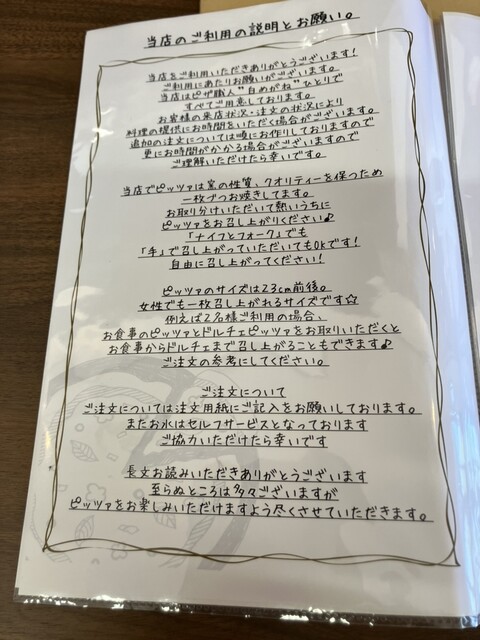 当店のご利用の説明とお願い。
当店をご利用いただきありがとうございます!
ご利用にあたりお願いがございます。
当店はピザ職人"白めがね"ひとりで
すべてご用意しております。
お客様の来店状況・注文の状況により
料理の提供にお時間をいただく場合がございます。
追加の注文については順にお作りしておりますので
更にお時間がかかる場合がございますので
ご理解いただけたら幸いです。
当店でピッツァは窯の性質、クオリティーを保つため
一枚づつお焼きしてます。
お取り分けいただいて熱いうちに
ピッツァをお召し上がりください♪
「ナイフとフォーク」でも
「手」で召し上がっていただいてもOKです!
自由に召し上がってください!
ピッツァのサイズは23cm前後。
女性でも一枚召し上がれるサイズです☆
例えば2名様ご利用の場合、
お食事のピッツァとドルチェピッツァをお取りいただくと
お食事からドルチェまで召し上がることもできます♪
ご注文の参考にしてください。
ご注文について
ご注文については注文用紙にご記入をお願いしております。
またお水はセルフサービスとなっております
ご協力いただけたら幸いです
長文お読みいただきありがとうございます
至らぬところは多々ございますが
ピッツァをお楽しみいただけますよう尽くさせていただきます。